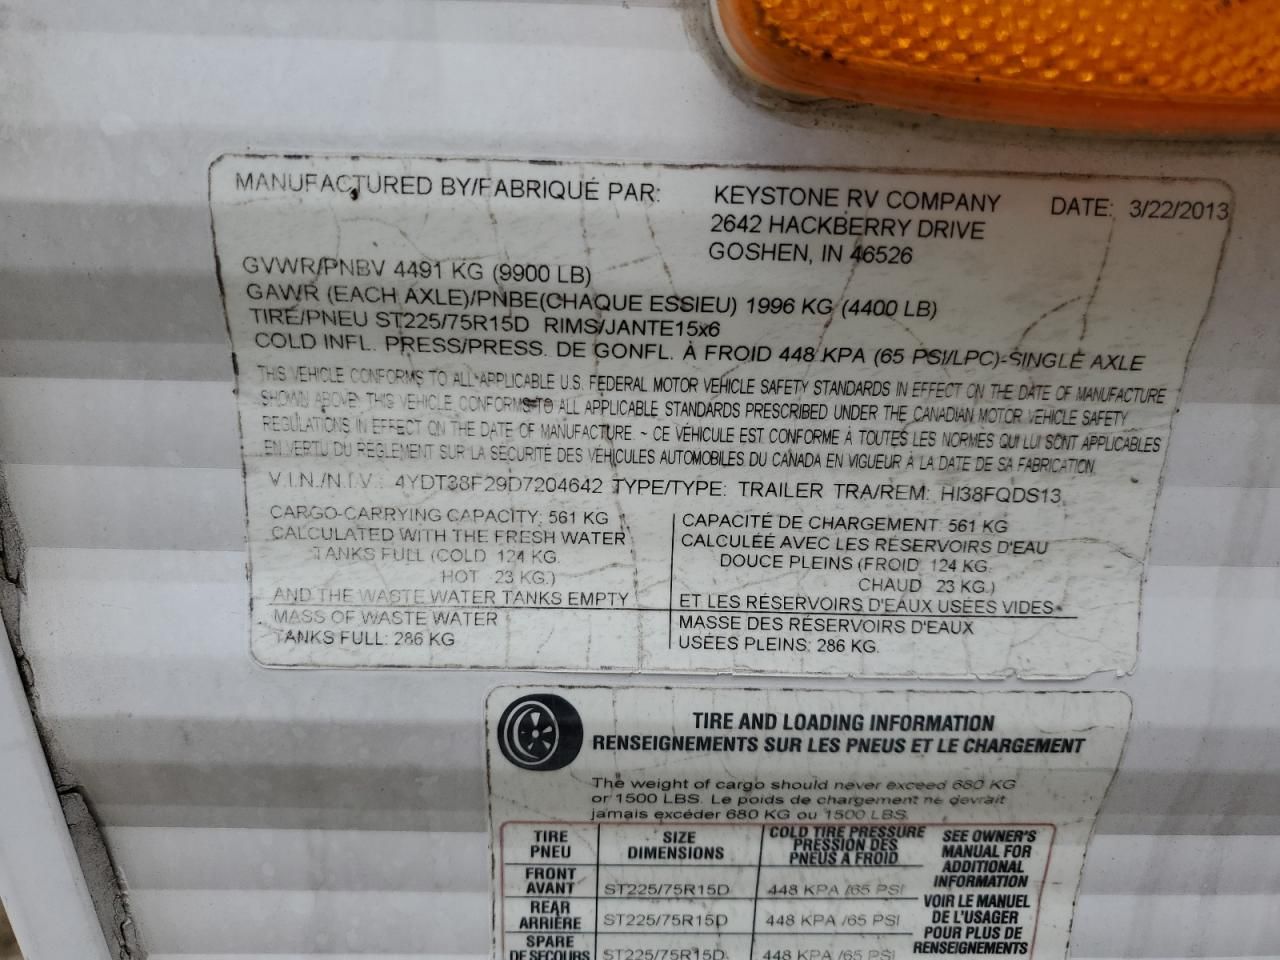 MANUFACTURED BY/FABRIQUÉ PAR: KEYSTONE RV COMPANY DATE: 3/22/2013
2642 HACKBERRY DRIVE
GOSHEN, IN 46526
GVWR/PNBV 4491 KG (9900 LB)
GAWR (EACH AXLE)/PNBE(CHAQUE ESSIEU) 1996 KG (4400 LB)
TIRE/PNEU ST225/75R15D RIMS/JANTE15x6
COLD INFL. PRESS/PRESS. DE GONFL. À FROID 448 KPA (65 PSI/LPC)-SINGLE AXLE
THIS VEHICLE CONFORMS TO ALL APPLICABLE U.S. FEDERAL MOTOR VEHICLE SAFETY STANDARDS IN EFFECT ON THE DATE OF MANUFACTURE
SHOWN ABOVE. THIS VEHICLE CONFORMS TO ALL APPLICABLE STANDARDS PRESCRIBED UNDER THE CANADIAN MOTOR VEHICLE SAFETY
REGULATIONS IN EFFECT ON THE DATE OF MANUFACTURE. ~ CE VÉHICULE EST CONFORME À TOUTES LES NORMES QUI LUI SONT APPLICABLES
EN VERTU DU RÈGLEMENT SUR LA SÉCURITÉ DES VÉHICULES AUTOMOBILES DU CANADA EN VIGUEUR À LA DATE DE SA FABRICATION.
V.I.N./N.I.V.: 4YDT38F29D7204642 TYPE/TYPE: TRAILER TRA/REM: HI38FQDS13
CARGO-CARRYING CAPACITY: 561 KG
CALCULATED WITH THE FRESH WATER
TANKS FULL (COLD 124 KG.
HOT 23 KG.)
AND THE WASTE WATER TANKS EMPTY
MASS OF WASTE WATER
TANKS FULL: 286 KG
CAPACITÉ DE CHARGEMENT: 561 KG
CALCULÉE AVEC LES RÉSERVOIRS D'EAU
DOUCE PLEINS (FROID 124 KG.
CHAUD 23 KG.)
ET LES RÉSERVOIRS D'EAUX USÉES VIDES
MASSE DES RÉSERVOIRS D'EAUX
USÉES PLEINS: 286 KG.
TIRE AND LOADING INFORMATION
RENSEIGNEMENTS SUR LES PNEUS ET LE CHARGEMENT
The weight of cargo should never exceed 680 KG
or 1500 LBS. Le poids de chargement ne devrait
jamais excéder 680 KG ou 1500 LBS.
TIRE SIZE COLD TIRE PRESSURE
PNEU DIMENSIONS PRESSION DES
PNEUS A FROID
FRONT
AVANT ST225/75R15D 448 KPA /65 PSI
REAR
ARRIÈRE ST225/75R15D 448 KPA /65 PSI
SPARE
DE SECOURS ST225/75R15D 448 KPA /65 PSI
SEE OWNER'S
MANUAL FOR
ADDITIONAL
INFORMATION
VOIR LE MANUEL
DE L'USAGER
POUR PLUS DE
RENSEIGNEMENTS